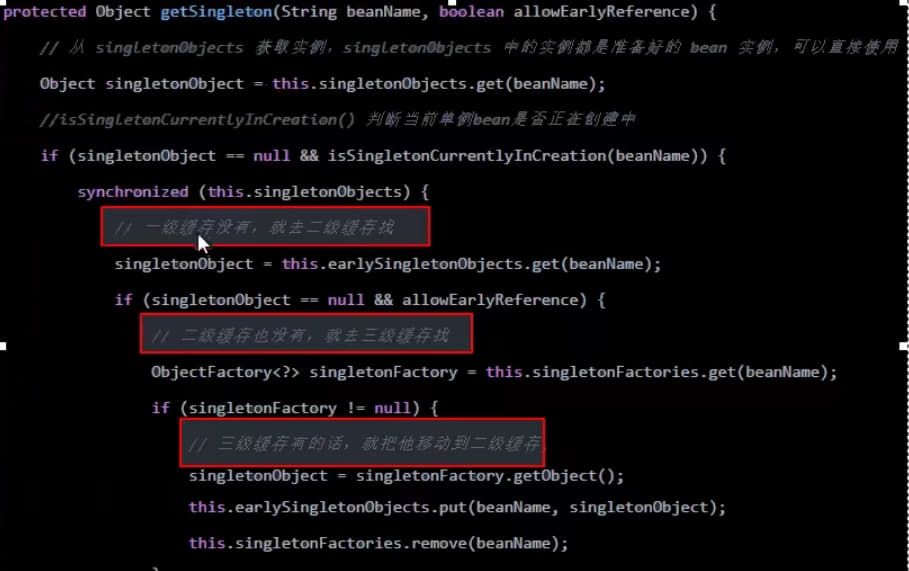 protected Object getSingleton(String beanName, boolean allowEarlyReference) {
// 从 singletonObjects 获取实例，singletonObjects 中的实例都是准备好的 bean 实例，可以直接使用
Object singletonObject = this.singletonObjects.get(beanName);
//isSingletonCurrentlyInCreation() 判断当前单例bean是否正在创建中
if (singletonObject == null && isSingletonCurrentlyInCreation(beanName)) {
synchronized (this.singletonObjects) {
// 一级缓存没有，就去二级缓存找
singletonObject = this.earlySingletonObjects.get(beanName);
if (singletonObject == null && allowEarlyReference) {
// 二级缓存也没有，就去三级缓存找
ObjectFactory<?> singletonFactory = this.singletonFactories.get(beanName);
if (singletonFactory != null) {
// 三级缓存有的话，就把他移动到二级缓存
singletonObject = singletonFactory.getObject();
this.earlySingletonObjects.put(beanName, singletonObject);
this.singletonFactories.remove(beanName);